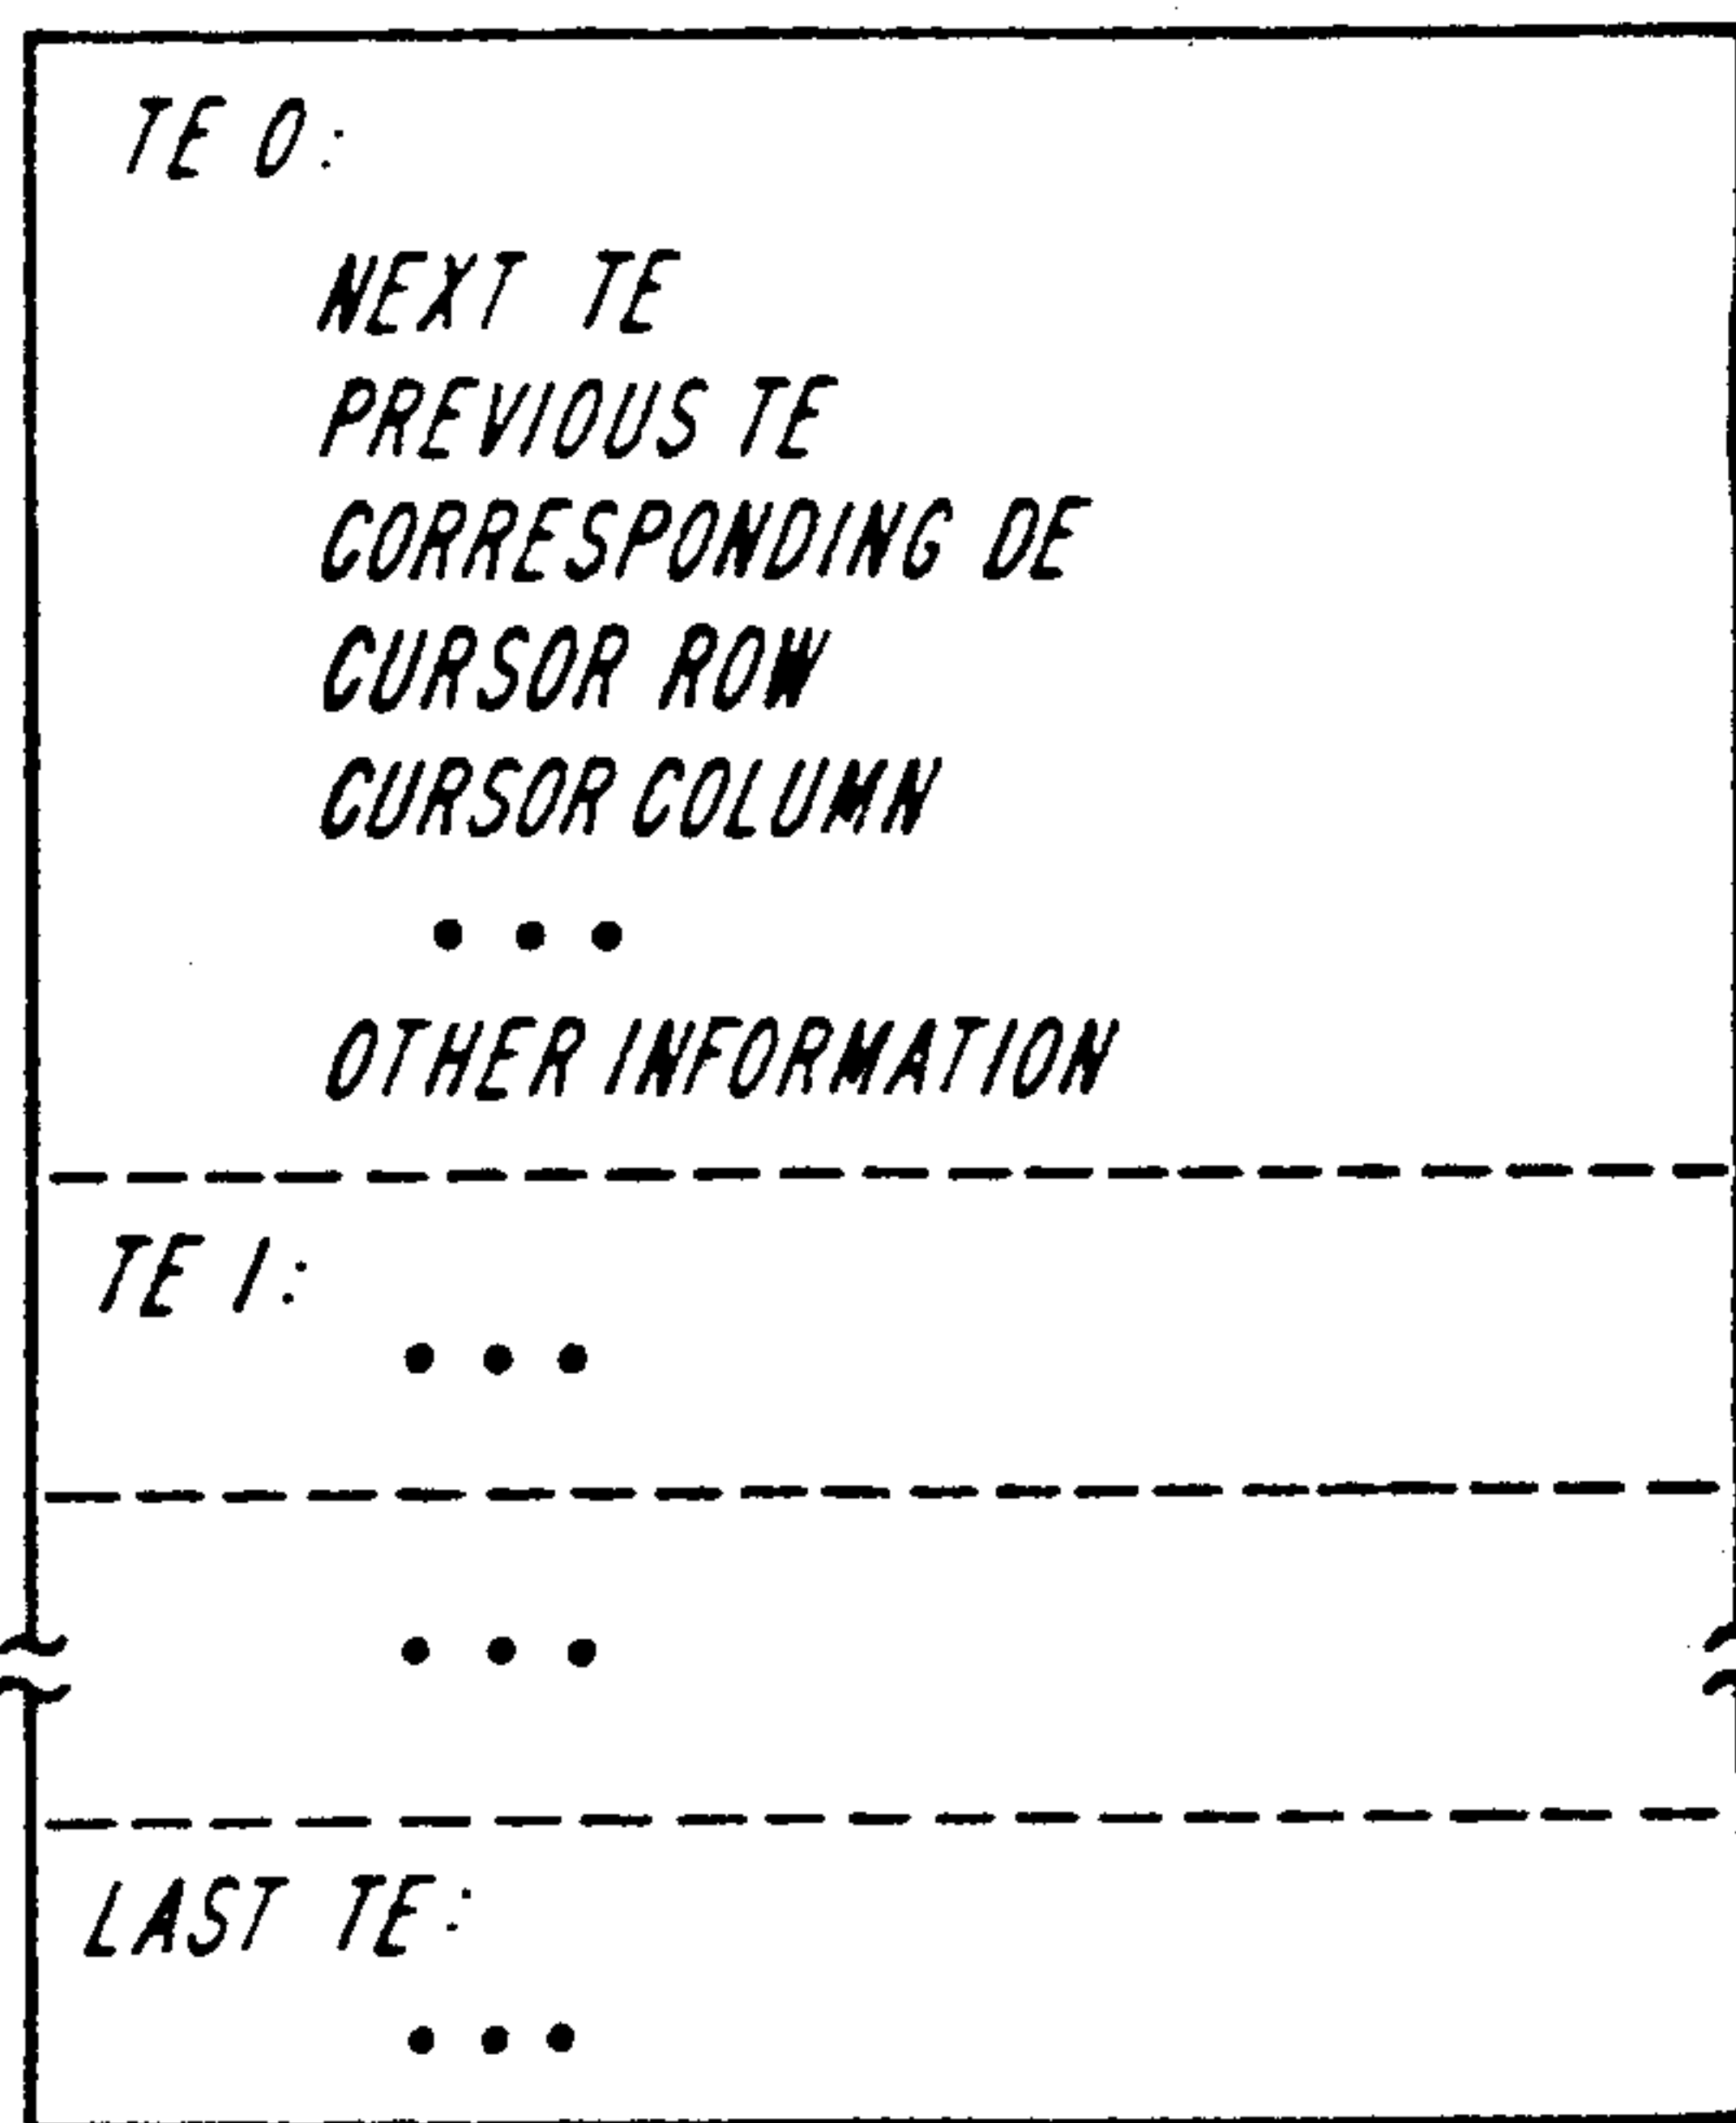 TE 0:
NEXT TE
PREVIOUS TE
CORRESPONDING DE
CURSOR ROW
CURSOR COLUMN
• • •
OTHER INFORMATION
TE 1:
• • •
• • •
LAST TE:
• • •